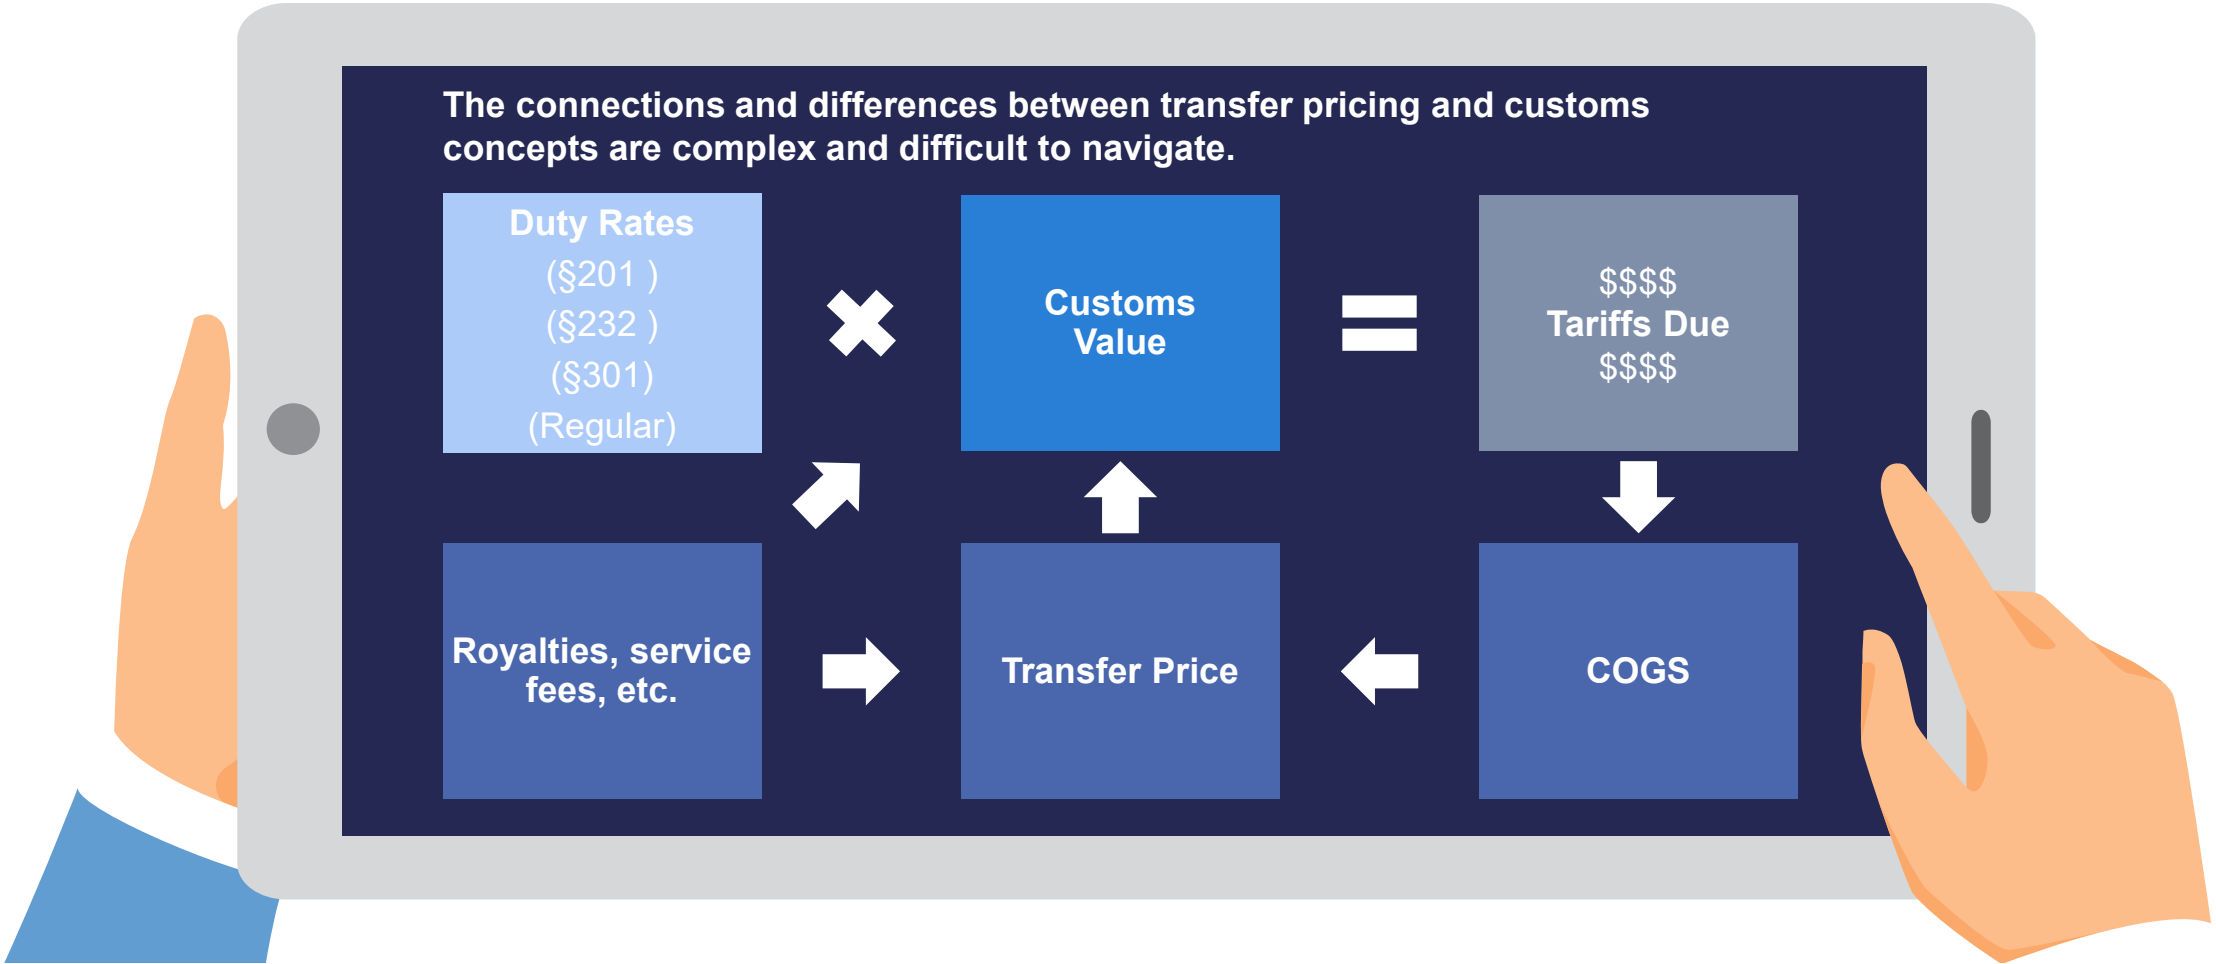 The connections and differences between transfer pricing and customs
concepts are complex and difficult to navigate.
Duty Rates
(§201 )
(§232 )
(§301)
(Regular)
Customs
Value
$$$$
Tariffs Due
$$$$
Royalties, service
fees, etc.
Transfer Price
COGS